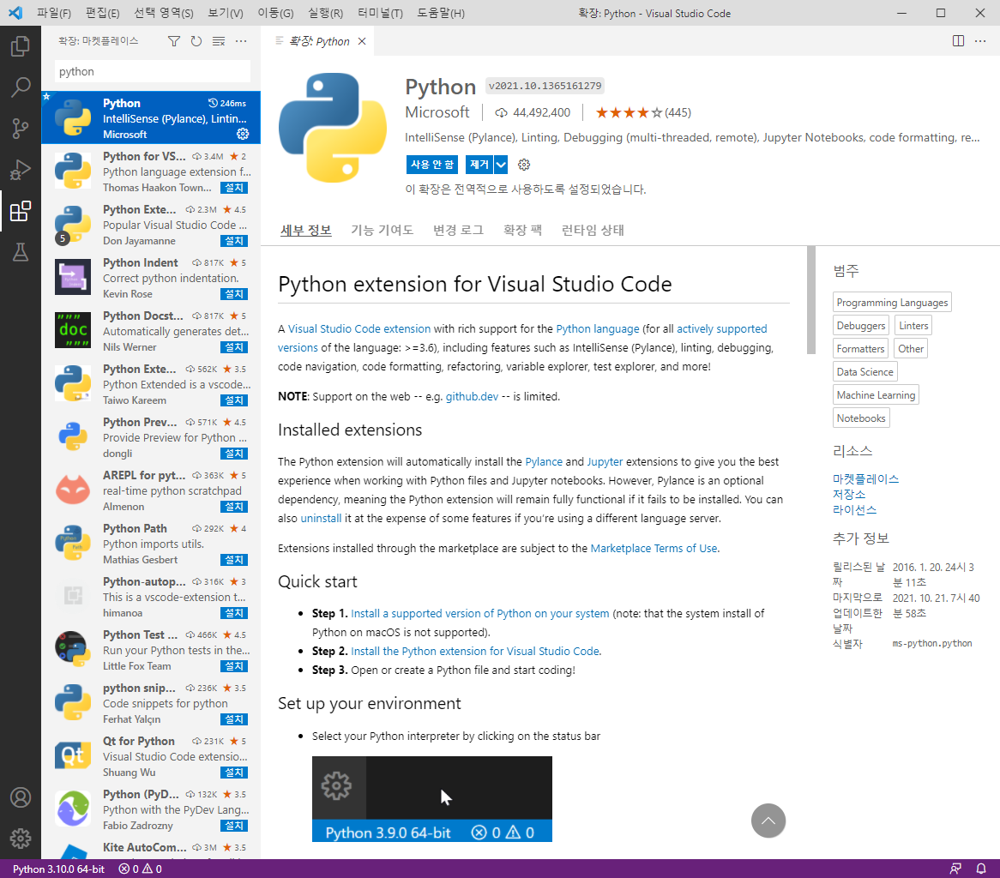 파일(F) 편집(E) 선택 영역(S) 보기(V) 이동(G) 실행(R) 터미널(T) 도움말(H) 확장: Python - Visual Studio Code
확장: 마켓플레이스
python
Python 246ms
IntelliSense (Pylance), Lintin...
Microsoft
Python for VS... 3.4M 2
Python language extension f...
Thomas Haakon Town... 설치
Python Exte... 2.3M 4.5
Popular Visual Studio Code ...
5
Don Jayamanne 설치
Python Indent 817K 5
Correct python indentation.
Kevin Rose 설치
Python Docst... 817K 5
Automatically generates det...
Nils Werner 설치
"""
doc
"""
Python Exte... 562K 3.5
Python Extended is a vscode...
Taiwo Kareem 설치
Python Prev... 571K 4.5
Provide Preview for Python ...
dongli 설치
AREPL for pyt... 363K 5
real-time python scratchpad
Almenon 설치
Python Path 292K 4
Python imports utils.
Mathias Gesbert 설치
Python-autop... 316K 3
This is a vscode-extension t...
himanoa 설치
Python Test ... 466K 4.5
Run your Python tests in the...
Little Fox Team 설치
python snip... 236K 3.5
Code snippets for python
Ferhat Yalçın 설치
Qt for Python 231K 5
Qt
Visual Studio Code extensio...
Shuang Wu 설치
Python (PyD... 132K 3.5
Python with the PyDev Lang...
Fabio Zadrozny 설치
Kite AutoCom... 3M 3.5
확장: Python
Python v2021.10.1365161279
Microsoft 44,492,400 (445)
IntelliSense (Pylance), Linting, Debugging (multi-threaded, remote), Jupyter Notebooks, code formatting, re...
사용 안 함 제거
이 확장은 전역적으로 사용하도록 설정되었습니다.
세부 정보 기능 기여도 변경 로그 확장 팩 런타임 상태
Python extension for Visual Studio Code
A Visual Studio Code extension with rich support for the Python language (for all actively supported
versions of the language: >=3.6), including features such as IntelliSense (Pylance), linting, debugging,
code navigation, code formatting, refactoring, variable explorer, test explorer, and more!
NOTE: Support on the web -- e.g. github.dev -- is limited.
Installed extensions
The Python extension will automatically install the Pylance and Jupyter extensions to give you the best
experience when working with Python files and Jupyter notebooks. However, Pylance is an optional
dependency, meaning the Python extension will remain fully functional if it fails to be installed. You can
also uninstall it at the expense of some features if you're using a different language server.
Extensions installed through the marketplace are subject to the Marketplace Terms of Use.
Quick start
• Step 1. Install a supported version of Python on your system (note: that the system install of
Python on macOS is not supported).
• Step 2. Install the Python extension for Visual Studio Code.
• Step 3. Open or create a Python file and start coding!
Set up your environment
• Select your Python interpreter by clicking on the status bar
Python 3.9.0 64-bit 0 0
범주
Programming Languages
Debuggers Linters
Formatters Other
Data Science
Machine Learning
Notebooks
리소스
마켓플레이스
저장소
라이선스
추가 정보
릴리스된 날 2016. 1. 20. 24시 3
짜 분 11초
마지막으로 2021. 10. 21. 7시 40
업데이트한 분 58초
날짜
식별자 ms-python.python
Python 3.10.0 64-bit 0 0